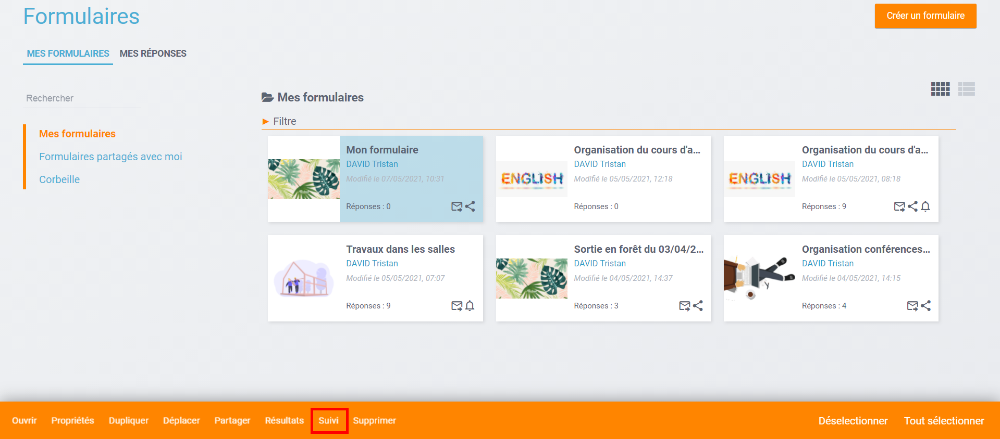 Formulaires
Créer un formulaire
MES FORMULAIRES
MES RÉPONSES
Rechercher
Mes formulaires
Formulaires partagés avec moi
Corbeille
Mes formulaires
Filtre
Mon formulaire
DAVID Tristan
Modifié le 07/05/2021, 10:31
Réponses : 0
ENGLISH
Organisation du cours d'a...
DAVID Tristan
Modifié le 05/05/2021, 12:18
Réponses : 0
ENGLISH
Organisation du cours d'a...
DAVID Tristan
Modifié le 05/05/2021, 08:18
Réponses : 9
Travaux dans les salles
DAVID Tristan
Modifié le 05/05/2021, 07:07
Réponses : 9
Sortie en forêt du 03/04/2...
DAVID Tristan
Modifié le 04/05/2021, 14:37
Réponses : 3
Organisation conférences...
DAVID Tristan
Modifié le 04/05/2021, 14:15
Réponses : 4
Ouvrir Propriétés Dupliquer Déplacer Partager Résultats Suivi Supprimer Déselectionner Tout sélectionner